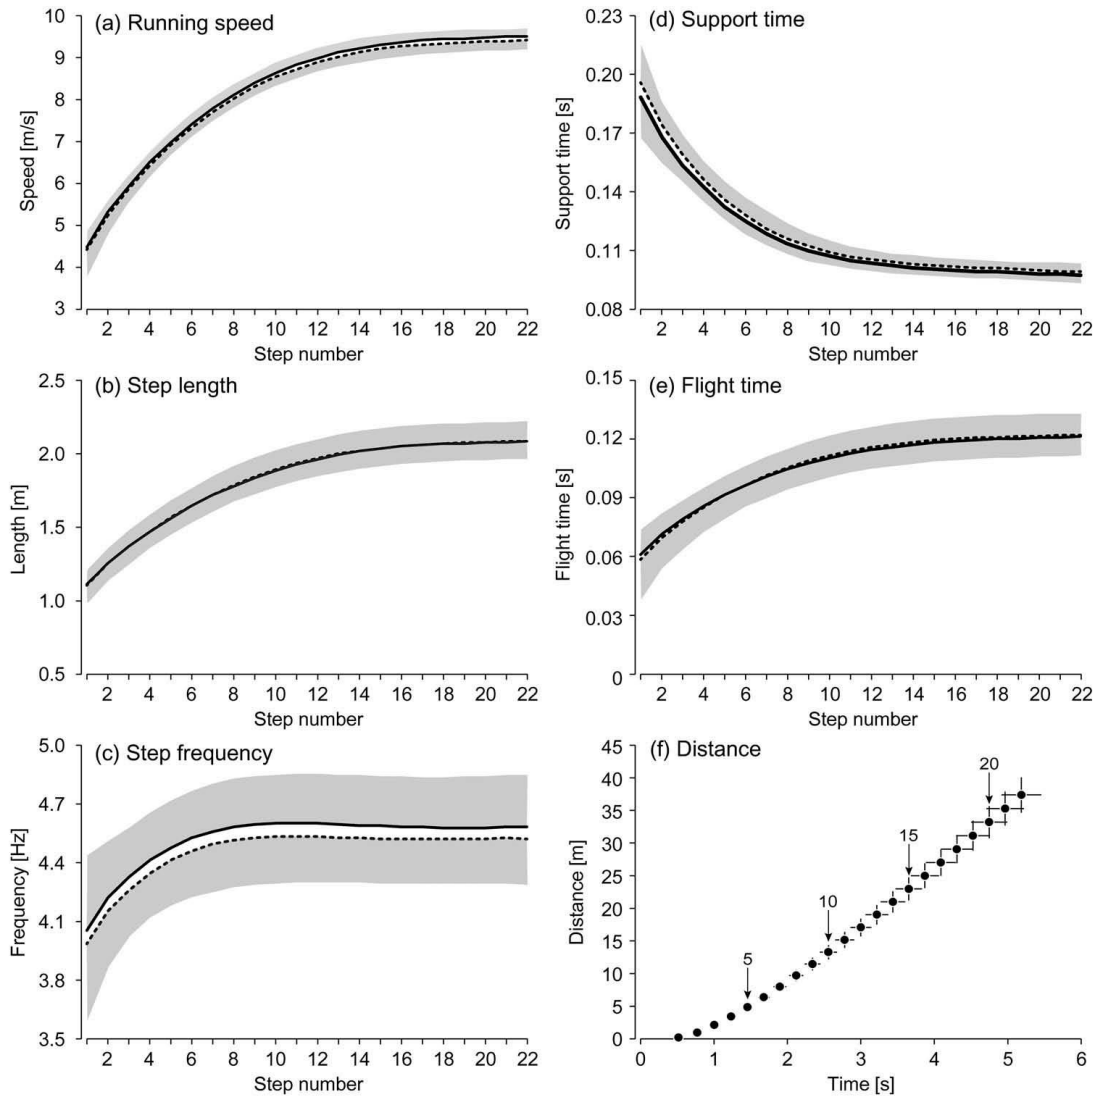 (a) Running speed
Speed [m/s]
10
9
8
7
6
5
4
3
2 4 6 8 10 12 14 16 18 20 22
Step number
(d) Support time
Support time [s]
0.23
0.20
0.17
0.14
0.11
0.08
2 4 6 8 10 12 14 16 18 20 22
Step number
(b) Step length
Length [m]
2.5
2.0
1.5
1.0
0.5
2 4 6 8 10 12 14 16 18 20 22
Step number
(e) Flight time
Flight time [s]
0.15
0.12
0.09
0.06
0.03
0
2 4 6 8 10 12 14 16 18 20 22
Step number
(c) Step frequency
Frequency [Hz]
5.0
4.7
4.4
4.1
3.8
3.5
2 4 6 8 10 12 14 16 18 20 22
Step number
(f) Distance
Distance [m]
45
40
35
30
25
20
15
10
5
0
5
10
15
20
0 1 2 3 4 5 6
Time [s]